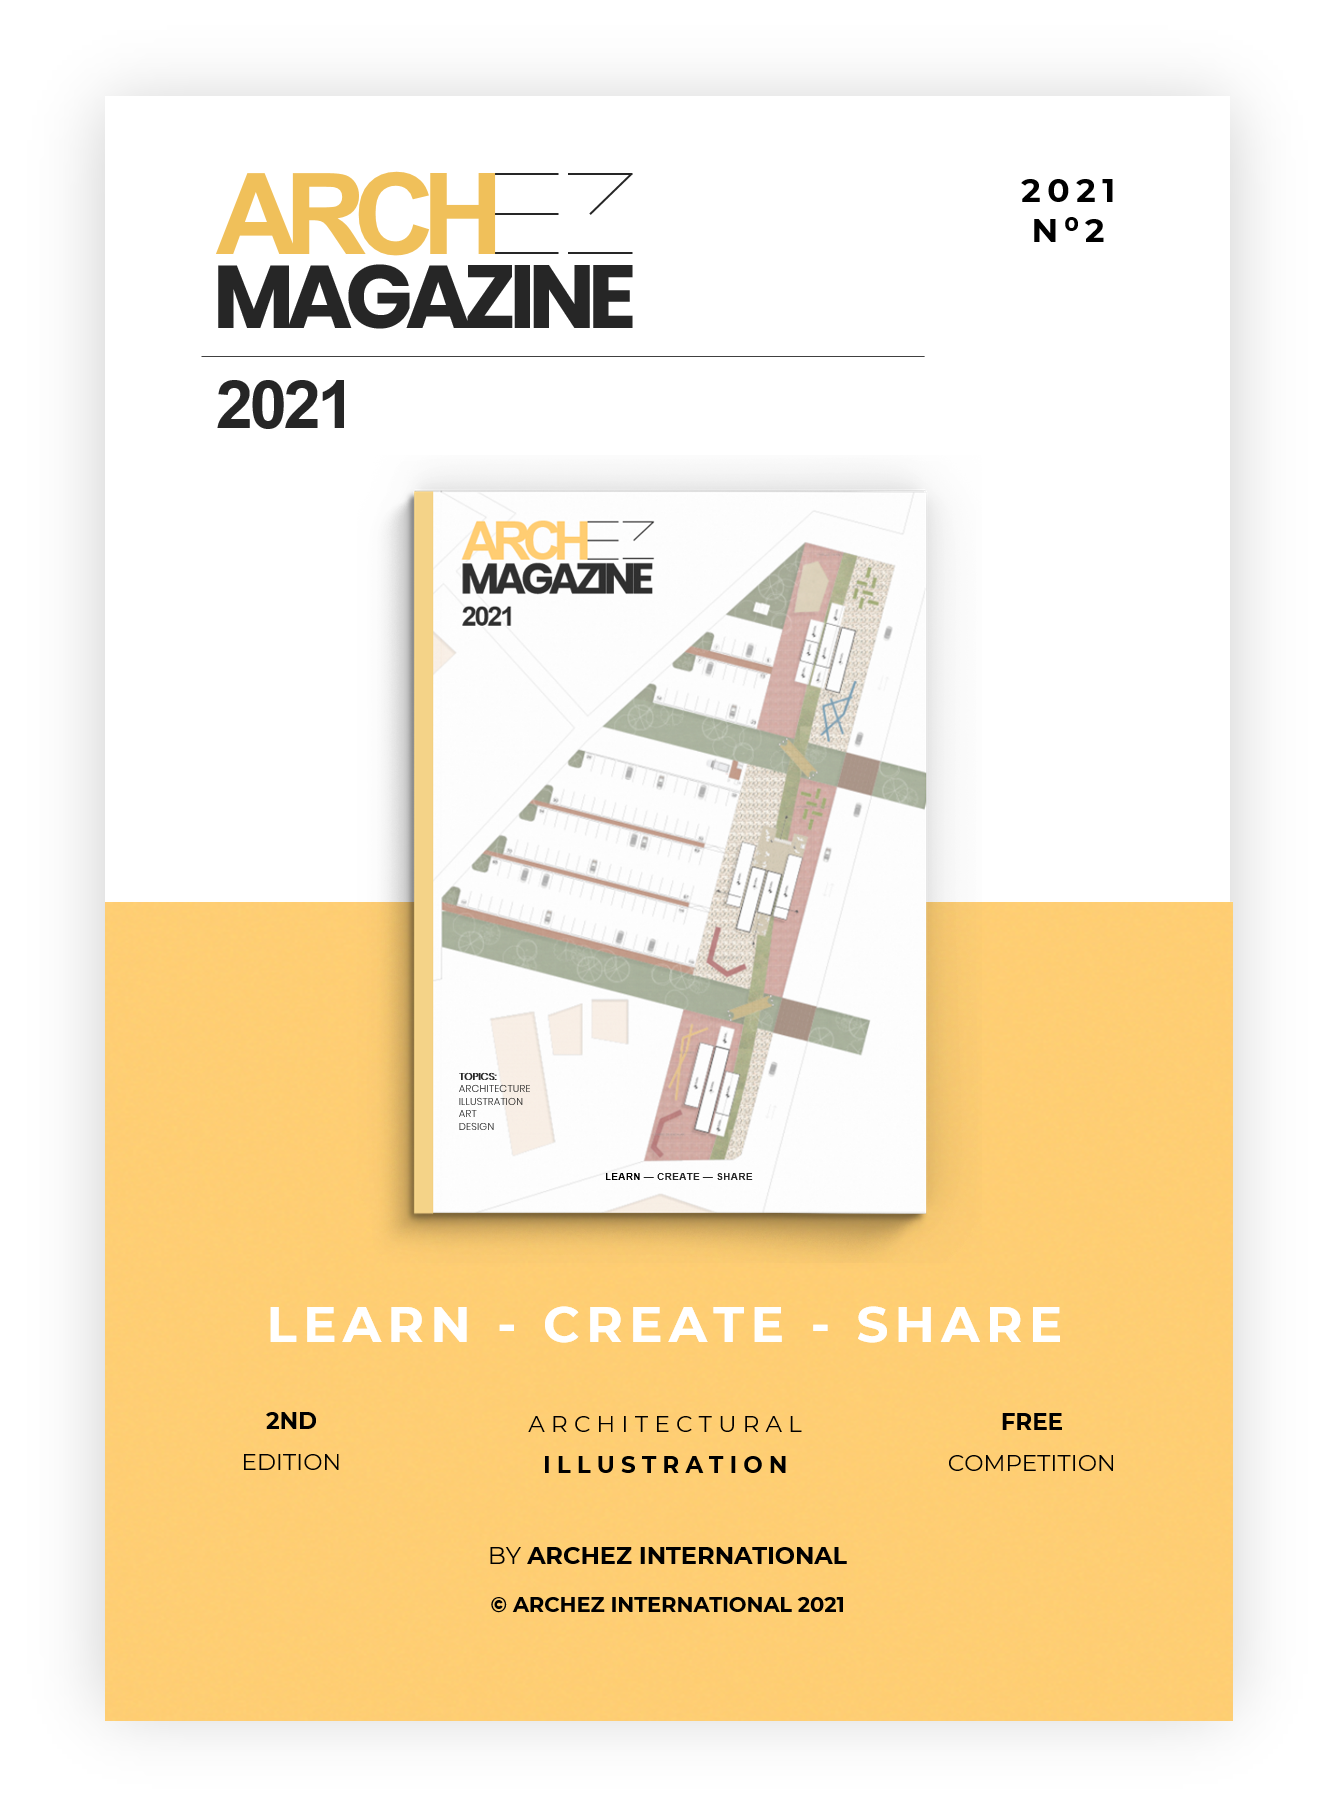 ARCHEZ
MAGAZINE
2021
2021
Nº2
ARCHEZ
MAGAZINE
2021
TOPICS:
ARCHITECTURE
ILLUSTRATION
ART
DESIGN
LEARN — CREATE — SHARE
LEARN - CREATE - SHARE
2ND
EDITION
ARCHITECTURAL
ILLUSTRATION
FREE
COMPETITION
BY ARCHEZ INTERNATIONAL
© ARCHEZ INTERNATIONAL 2021